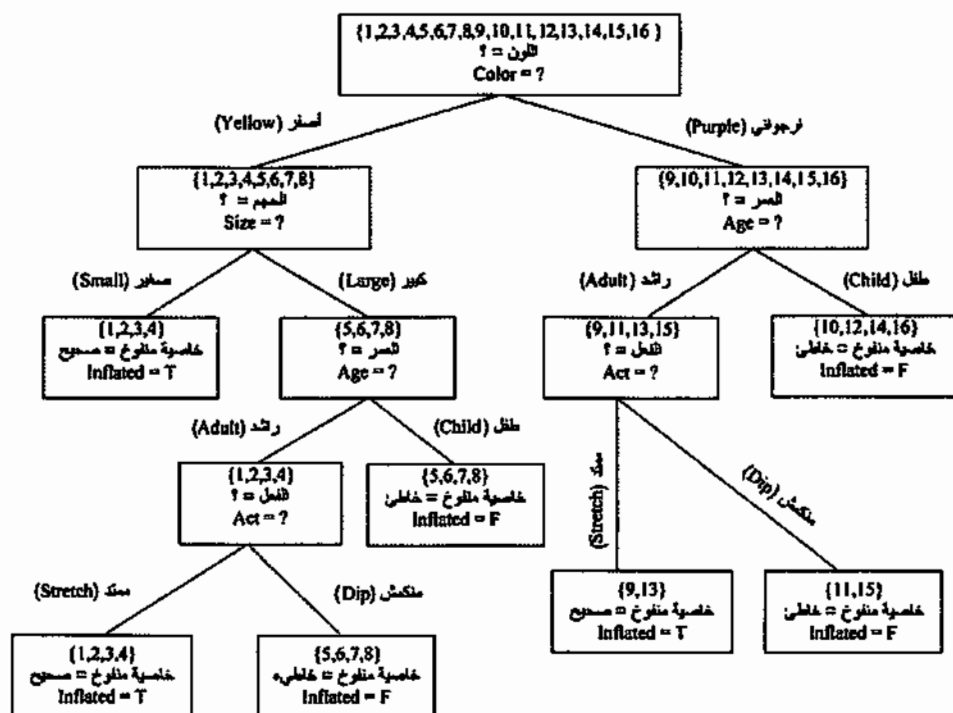 {1,2,3,4,5,6,7,8,9,10,11,12,13,14,15,16 }
اللون = ؟
Color = ?
أصفر (Yellow)
ارجواني (Purple)
{1,2,3,4,5,6,7,8}
الحجم = ؟
Size = ?
{9,10,11,12,13,14,15,16}
العمر = ؟
Age = ?
صغير (Small)
كبير (Large)
راشد (Adult)
طفل (Child)
{1,2,3,4}
خاصية منفوخ = صحيح
Inflated = T
{5,6,7,8}
العمر = ؟
Age = ?
{9,11,13,15}
الفعل = ؟
Act = ?
{10,12,14,16}
خاصية منفوخ = خاطئ
Inflated = F
راشد (Adult)
طفل (Child)
ممتد (Stretch)
منكمش (Dip)
{1,2,3,4}
الفعل = ؟
Act = ?
{5,6,7,8}
خاصية منفوخ = خاطئ
Inflated = F
ممتد (Stretch)
منكمش (Dip)
{9,13}
خاصية منفوخ = صحيح
Inflated = T
{11,15}
خاصية منفوخ = خاطئ
Inflated = F
{1,2,3,4}
خاصية منفوخ = صحيح
Inflated = T
{5,6,7,8}
خاصية منفوخ = خاطيء
Inflated = F